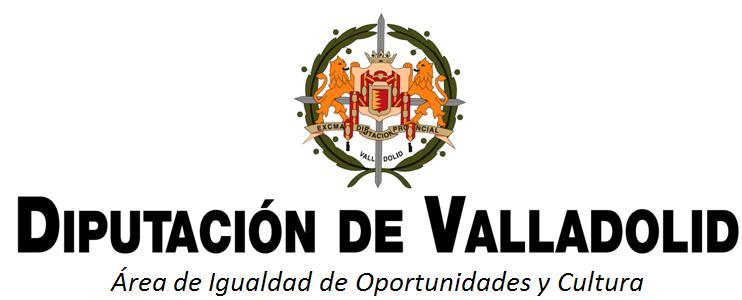 EXCMA DIPUTACION PROVINCIAL
VALLADOLID
DIPUTACIÓN DE VALLADOLID
Área de Igualdad de Oportunidades y Cultura